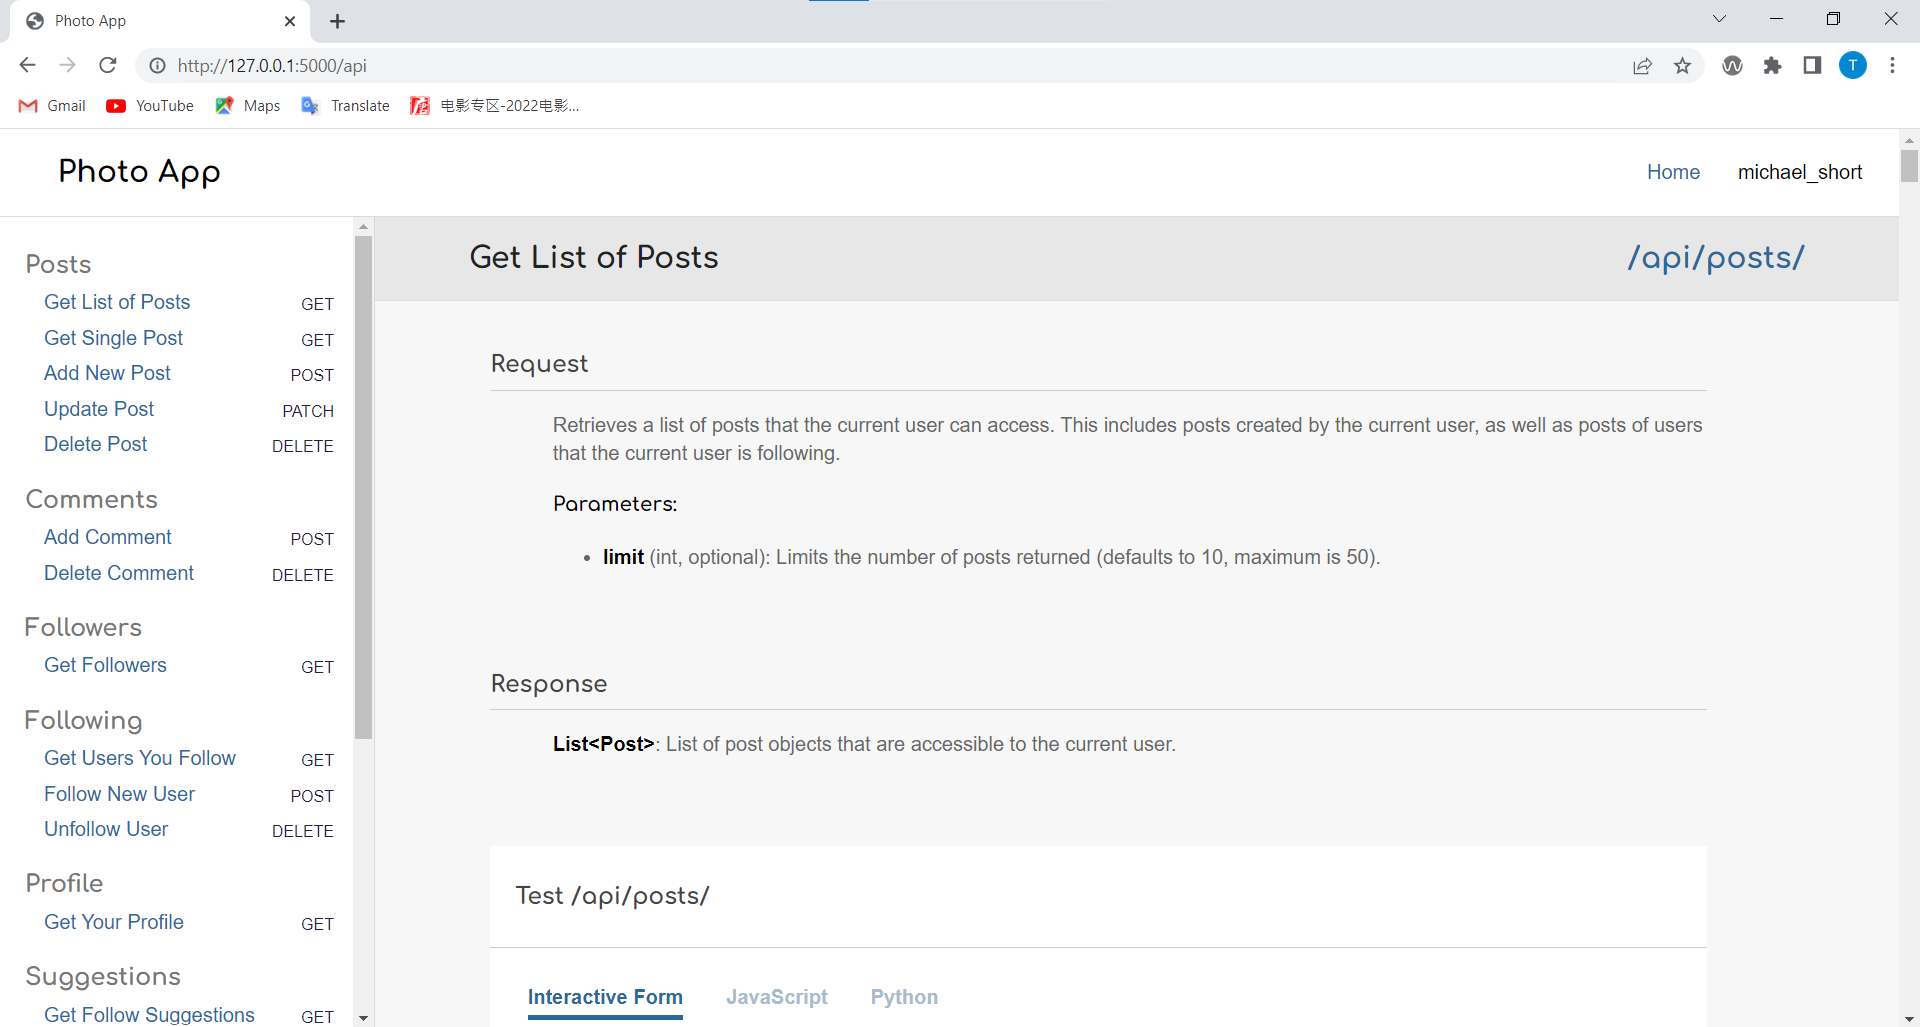 Photo App
http://127.0.0.1:5000/api
T
Gmail YouTube Maps Translate 电影专区-2022电影...
Photo App
Home michael_short
Posts
Get List of Posts GET
Get Single Post GET
Add New Post POST
Update Post PATCH
Delete Post DELETE
Comments
Add Comment POST
Delete Comment DELETE
Followers
Get Followers GET
Following
Get Users You Follow GET
Follow New User POST
Unfollow User DELETE
Profile
Get Your Profile GET
Suggestions
Get Follow Suggestions GET
Get List of Posts /api/posts/
Request
Retrieves a list of posts that the current user can access. This includes posts created by the current user, as well as posts of users
that the current user is following.
Parameters:
• limit (int, optional): Limits the number of posts returned (defaults to 10, maximum is 50).
Response
List<Post>: List of post objects that are accessible to the current user.
Test /api/posts/
Interactive Form JavaScript Python